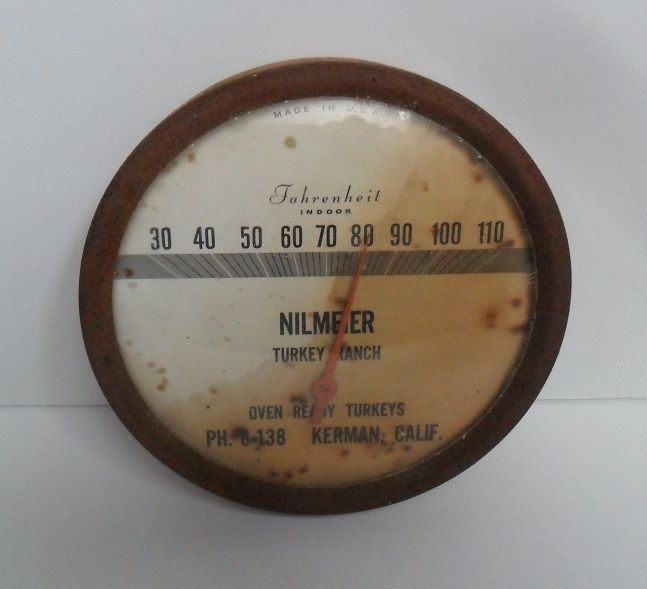 MADE IN U.S.A.
Fahrenheit
INDOOR
30 40 50 60 70 80 90 100 110
NILMEIER
TURKEY RANCH
OVEN READY TURKEYS
PH. 8-138 KERMAN, CALIF.